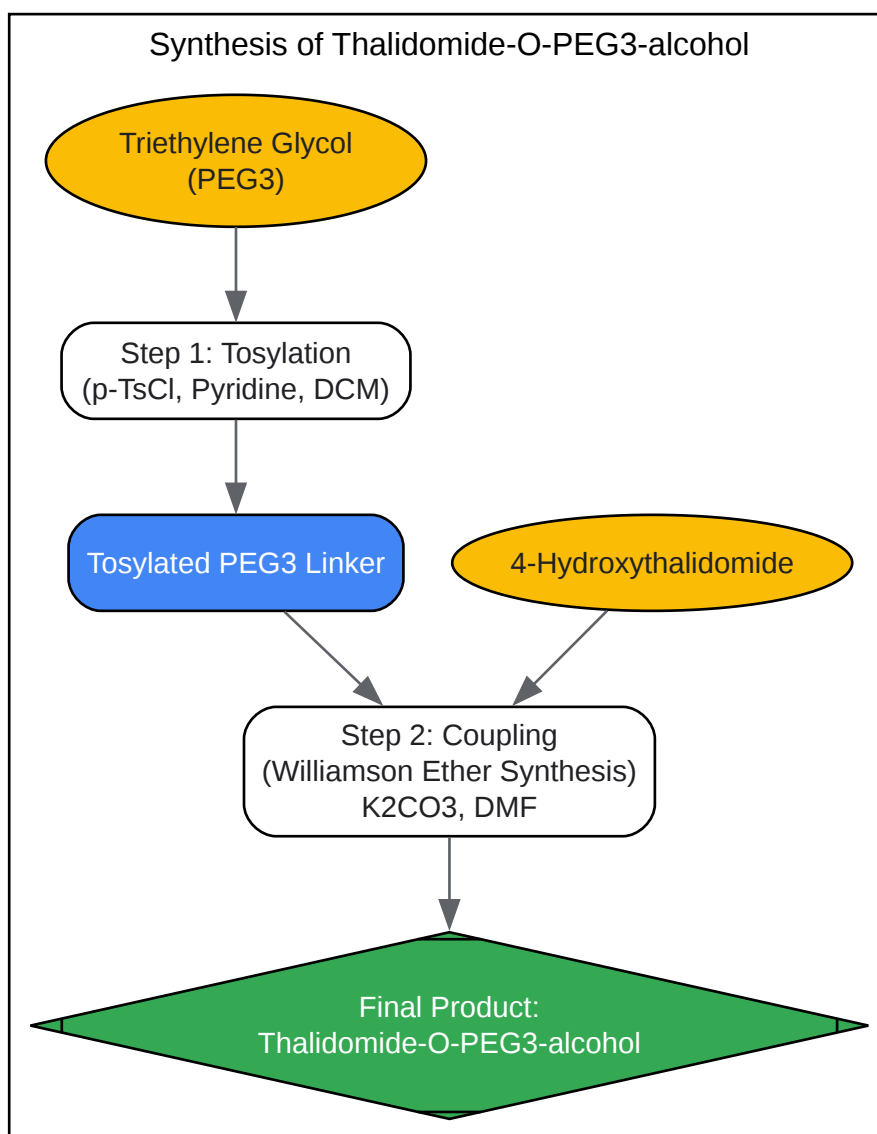 Synthesis of Thalidomide-O-PEG3-alcohol
Triethylene Glycol
(PEG3)
Step 1: Tosylation
(p-TsCl, Pyridine, DCM)
Tosylated PEG3 Linker
4-Hydroxythalidomide
Step 2: Coupling
(Williamson Ether Synthesis)
K2CO3, DMF
Final Product:
Thalidomide-O-PEG3-alcohol